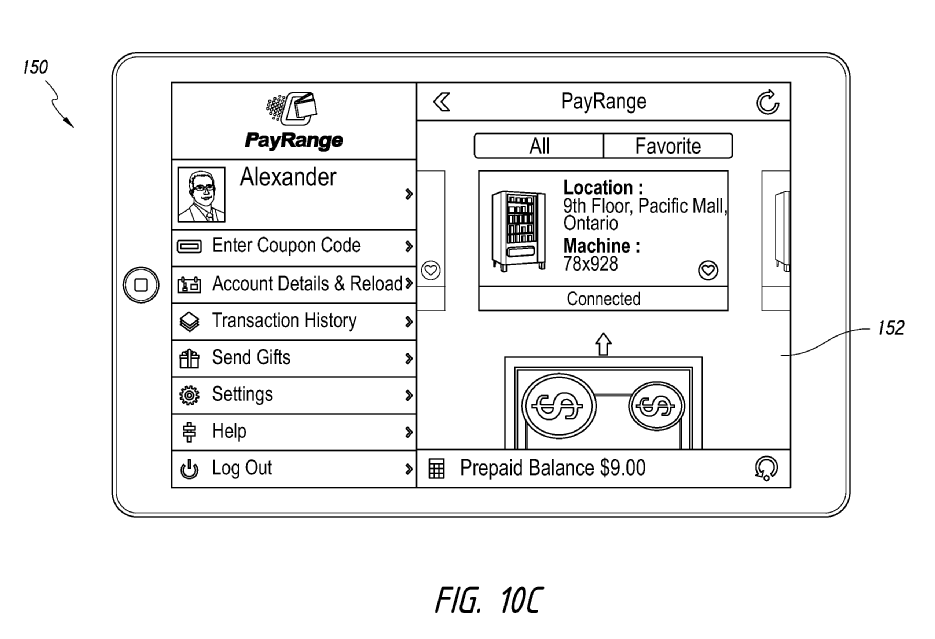 150
PayRange
Alexander
Enter Coupon Code
Account Details & Reload
Transaction History
Send Gifts
Settings
Help
Log Out
PayRange
All
Favorite
Location :
9th Floor, Pacific Mall,
Ontario
Machine :
78x928
Connected
$
$
Prepaid Balance $9.00
152
FIG. 10C